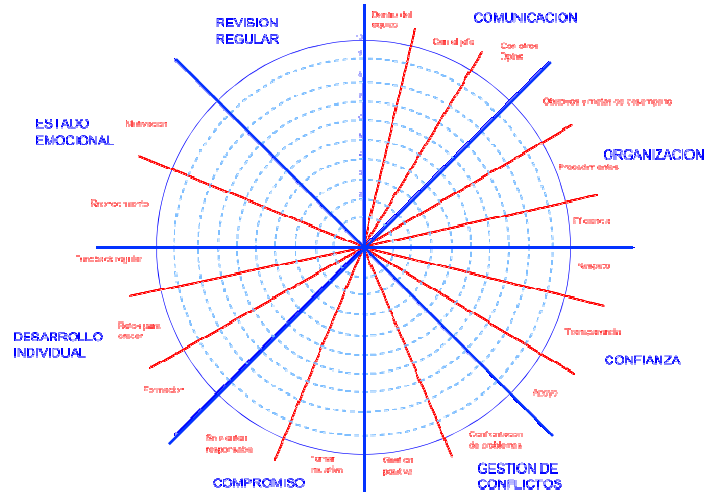 REVISION
REGULAR
COMUNICACION
Dentro del
equipo
Con el jefe
Con otros
Dptos
Objetivos y metas de desempeño
ESTADO
EMOCIONAL
Motivacion
ORGANIZACION
Procedimientos
Reconocimiento
Eficiencia
Feedback regular
Respeto
Transparencia
DESARROLLO
INDIVIDUAL
Retos para
crecer
CONFIANZA
Formacion
Apoyo
responsable
Tomar
Gestion
positiva
Confrontacion
de problemas
COMPROMISO
GESTION DE
CONFLICTOS